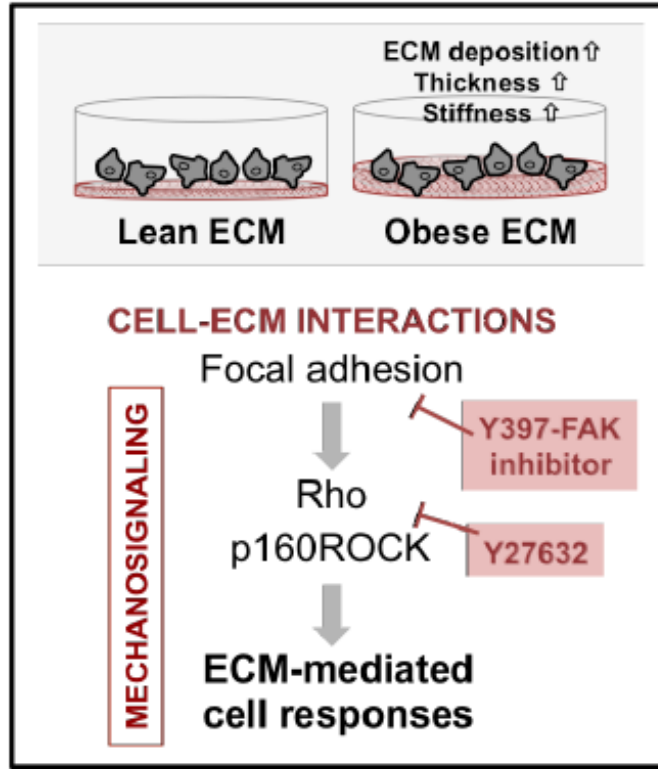 ECM deposition⇧
Thickness ⇧
Stiffness ⇧
Lean ECM
Obese ECM
CELL-ECM INTERACTIONS
Focal adhesion
Y397-FAK
inhibitor
Rho
p160ROCK
Y27632
ECM-mediated
cell responses
MECHANOSIGNALING